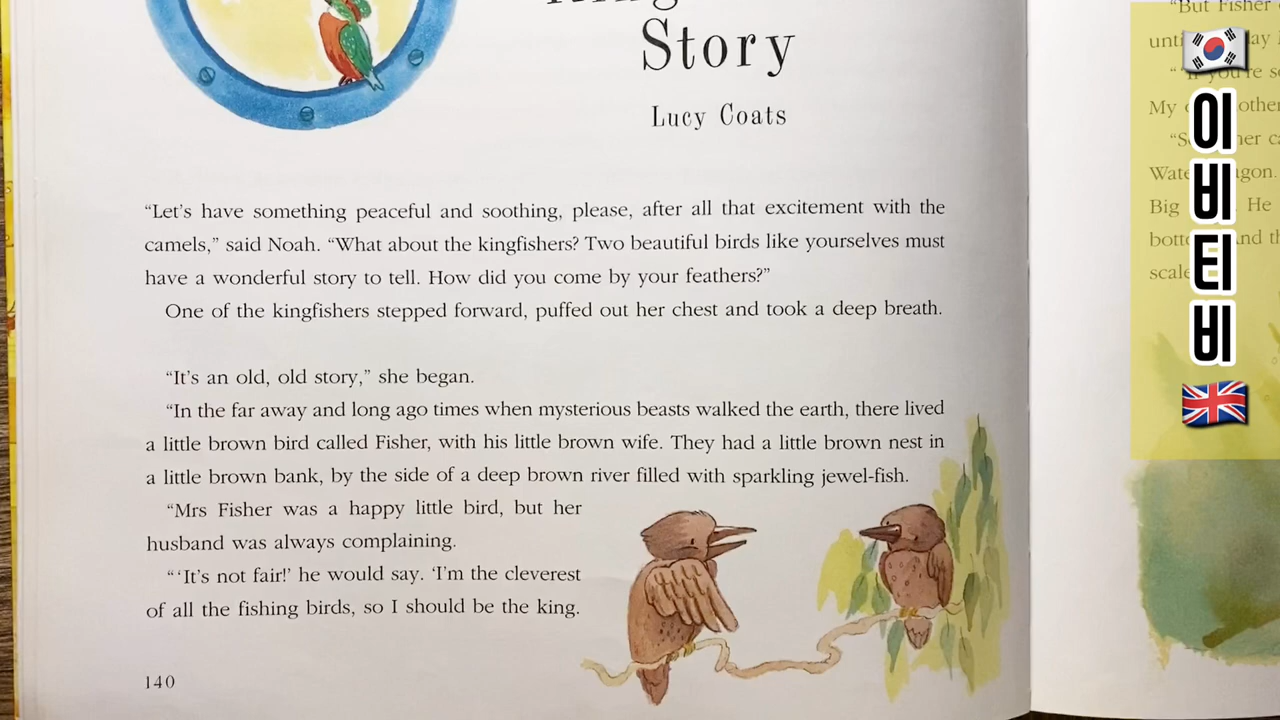 Story
Lucy Coats
“Let’s have something peaceful and soothing, please, after all that excitement with the
camels,” said Noah. “What about the kingfishers? Two beautiful birds like yourselves must
have a wonderful story to tell. How did you come by your feathers?”
One of the kingfishers stepped forward, puffed out her chest and took a deep breath.
“It’s an old, old story,” she began.
“In the far away and long ago times when mysterious beasts walked the earth, there lived
a little brown bird called Fisher, with his little brown wife. They had a little brown nest in
a little brown bank, by the side of a deep brown river filled with sparkling jewel-fish.
“Mrs Fisher was a happy little bird, but her
husband was always complaining.
“‘It’s not fair!’ he would say. ‘I’m the cleverest
of all the fishing birds, so I should be the king.
140
“But Fisher
My
Big He
이비티비